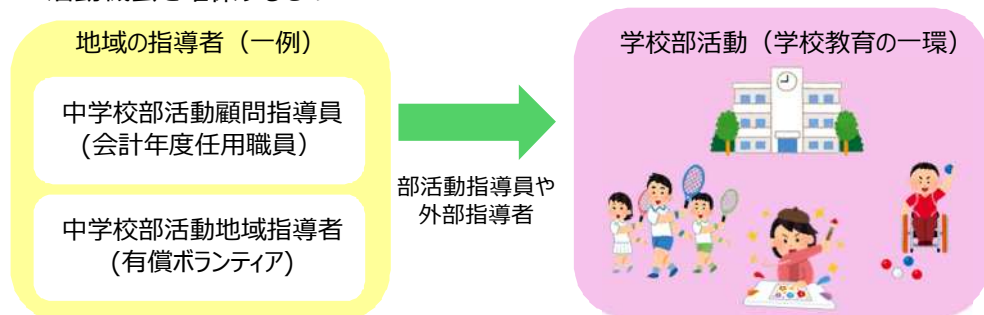 地域の指導者（一例）
中学校部活動顧問指導員
(会計年度任用職員）
中学校部活動地域指導者
(有償ボランティア)
部活動指導員や
外部指導者
学校部活動（学校教育の一環）